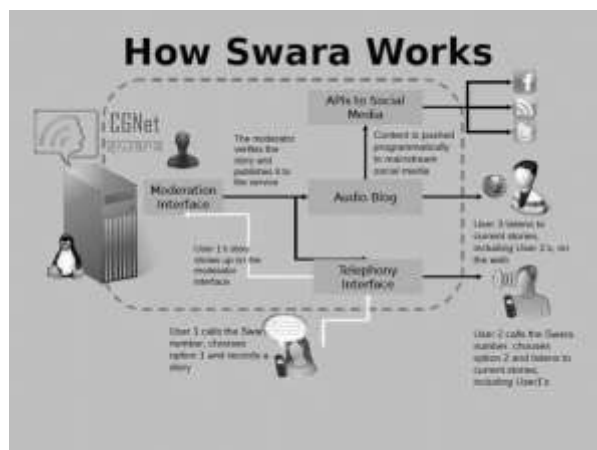 How Swara Works
CGNet
APIs to Social
Media
The moderator
verifies the
story and
publishes it to
the service
Content is pushed
programmatically
to mainstream
social media
Moderation
Interface
Audio Blog
User 1's story
shows up on the
moderator
interface
Telephony
Interface
User 3 listens to
current stories,
including User 1's, on
the web
User 1 calls the Swara
number, chooses
option 1 and records a
story
User 2 calls the Swara
number, chooses
option 2 and listens to
current stories,
including User1's